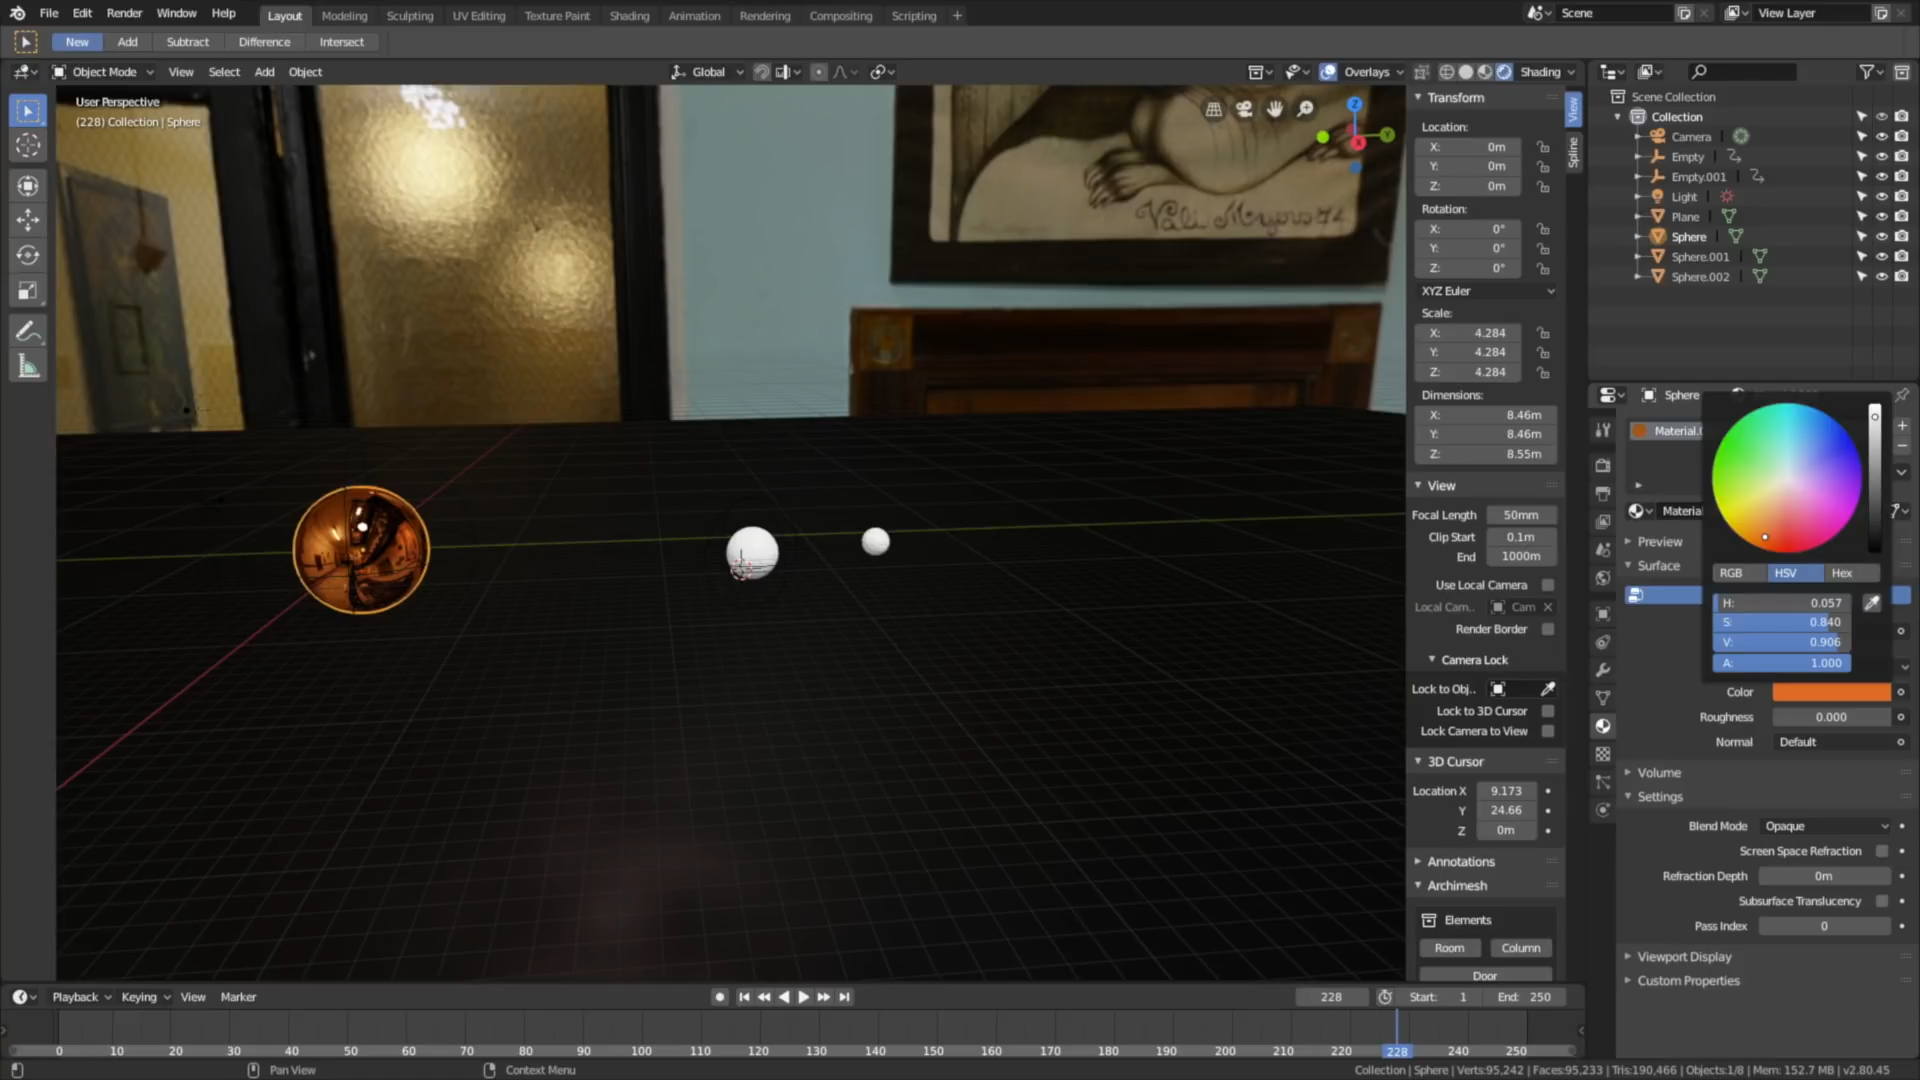 File Edit Render Window Help Layout Modeling Sculpting UV Editing Texture Paint Shading Animation Rendering Compositing Scripting + Scene View Layer
New Add Subtract Difference Intersect
Object Mode View Select Add Object Global Overlays Shading
User Perspective
(228) Collection | Sphere
Vali Myers 74
Transform
Location:
X: 0m
Y: 0m
Z: 0m
Rotation:
X: 0°
Y: 0°
Z: 0°
XYZ Euler
Scale:
X: 4.284
Y: 4.284
Z: 4.284
Dimensions:
X: 8.46m
Y: 8.46m
Z: 8.55m
View
Focal Length 50mm
Clip Start 0.1m
End 1000m
Use Local Camera
Local Cam.. Cam
Render Border
Camera Lock
Lock to Obj..
Lock to 3D Cursor
Lock Camera to View
3D Cursor
Location X 9.173
Y 24.66
Z 0m
Annotations
Archimesh
Elements
Room Column
Door
View
Spline
Scene Collection
Collection
Camera
Empty
Empty.001
Light
Plane
Sphere
Sphere.001
Sphere.002
Sphere
Material.
Material
Preview
Surface
RGB HSV Hex
H: 0.057
S: 0.840
V: 0.906
A: 1.000
Color
Roughness 0.000
Normal Default
Volume
Settings
Blend Mode Opaque
Screen Space Refraction
Refraction Depth 0m
Subsurface Translucency
Pass Index 0
Viewport Display
Custom Properties
Playback Keying View Marker 228 Start: 1 End: 250
0 10 20 30 40 50 60 70 80 90 100 110 120 130 140 150 160 170 180 190 200 210 220 228 240 250
Pan View Context Menu Collection | Sphere | Verts:95,242 | Faces:95,233 | Tris:190,466 | Objects:1/8 | Mem: 152.7 MB | v2.80.45